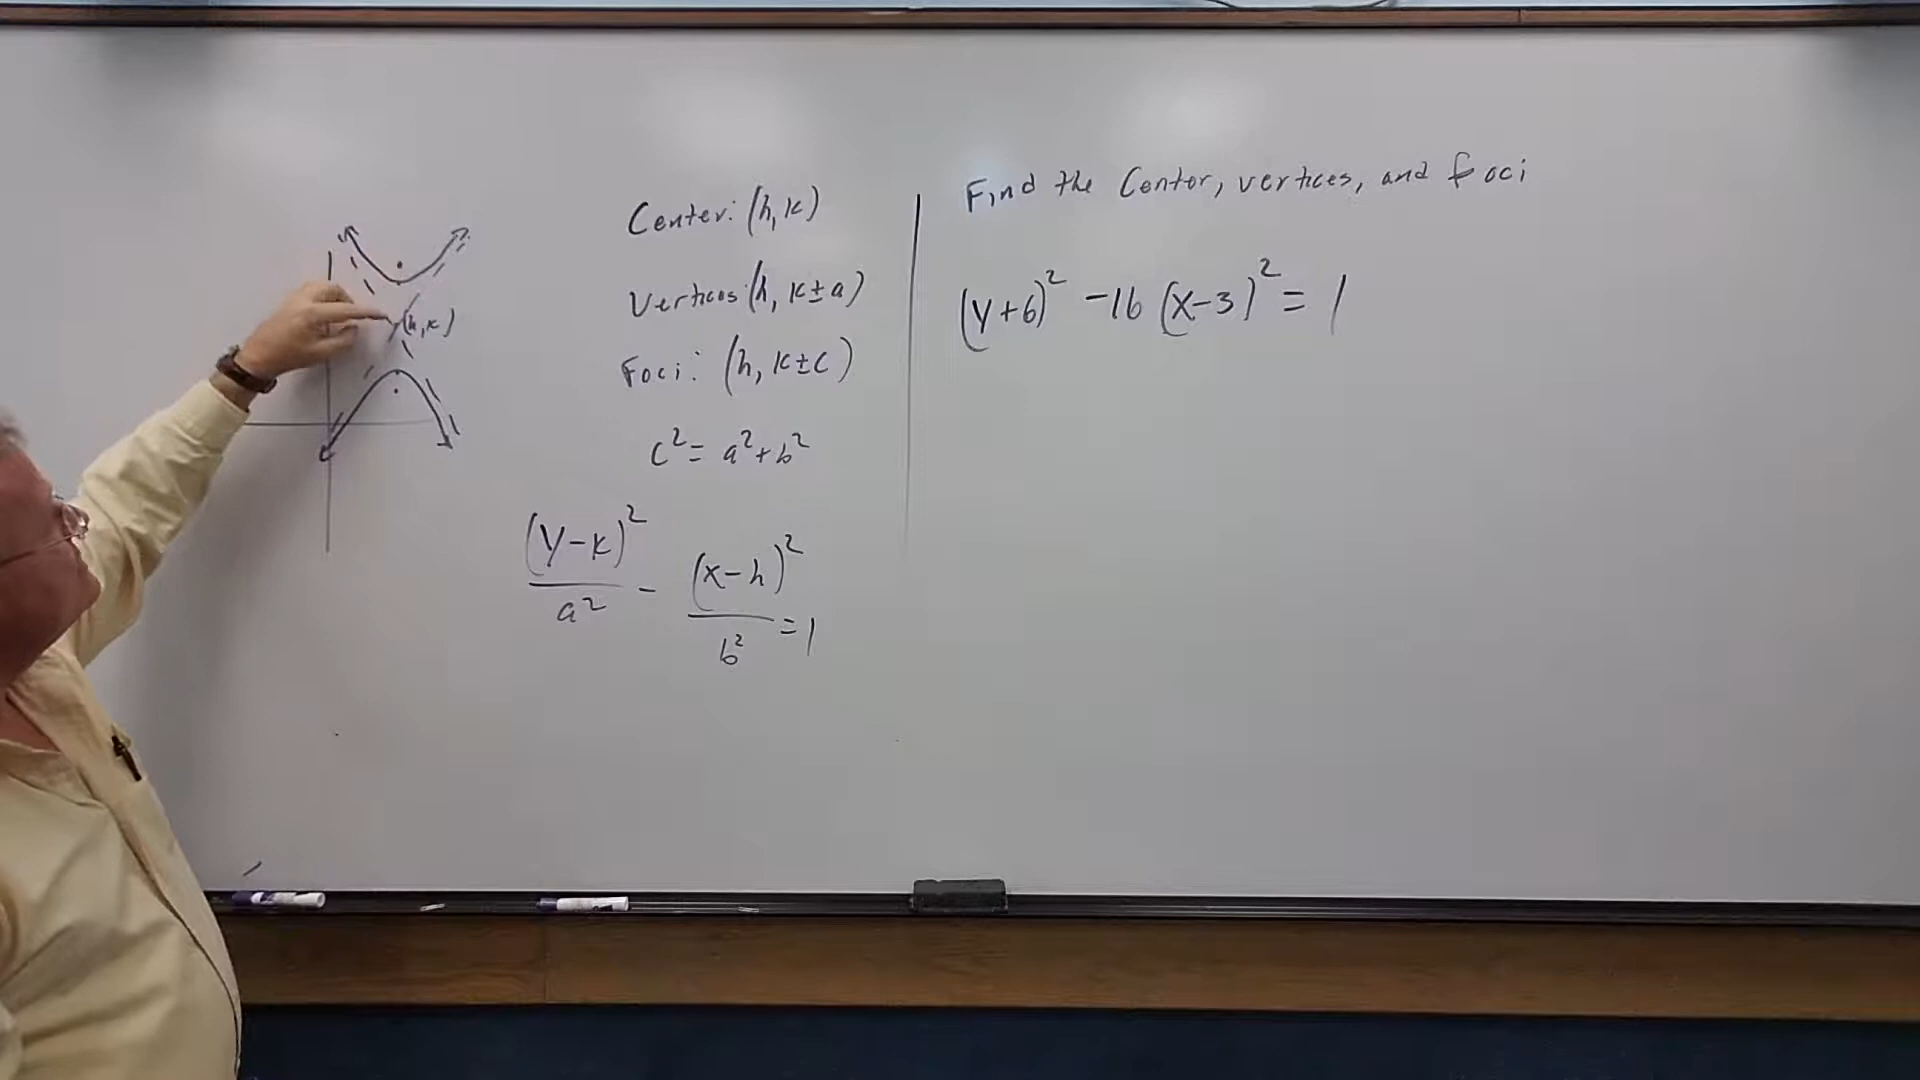 (h, k)
Center: (h, k)
Vertices: (h, k±a)
Foci: (h, k±c)
c² = a² + b²
(y-k)²/a² - (x-h)²/b² = 1
Find the Center, vertices, and foci
(y+6)² -16 (x-3)² = 1